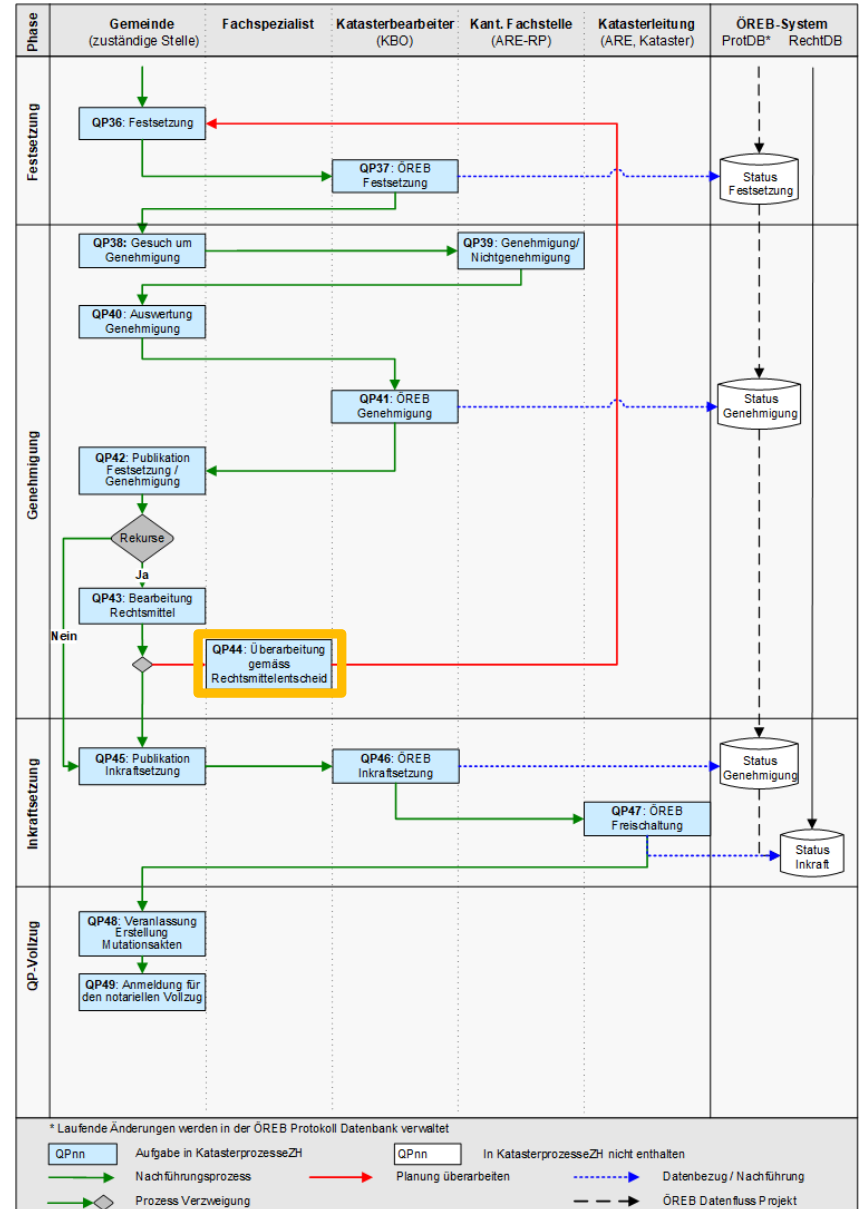 Phase
Gemeinde
(zuständige Stelle)
Fachspezialist
Katasterbearbeiter
(KBO)
Kant. Fachstelle
(ARE-RP)
Katasterleitung
(ARE, Kataster)
ÖREB-System
ProtDB* RechtDB
Festsetzung
QP36: Festsetzung
QP37: ÖREB
Festsetzung
Status
Festsetzung
Genehmigung
QP38: Gesuch um
Genehmigung
QP39: Genehmigung/
Nichtgenehmigung
QP40: Auswertung
Genehmigung
QP41: ÖREB
Genehmigung
Status
Genehmigung
QP42: Publikation
Festsetzung /
Genehmigung
Rekurse
Ja
QP43: Bearbeitung
Rechtsmittel
Nein
QP44: Überarbeitung
gemäss
Rechtsmittelentscheid
Inkraftsetzung
QP45: Publikation
Inkraftsetzung
QP46: ÖREB
Inkraftsetzung
Status
Genehmigung
QP47: ÖREB
Freischaltung
Status
Inkraft
QP-Vollzug
QP48: Veranlassung
Erstellung
Mutationsakten
QP49: Anmeldung für
den notariellen Vollzug
* Laufende Änderungen werden in der ÖREB Protokoll Datenbank verwaltet
QPnn Aufgabe in KatasterprozesseZH QPnn In KatasterprozesseZH nicht enthalten
Nachführungsprozess Planung überarbeiten Datenbezug / Nachführung
Prozess Verzweigung ÖREB Datenfluss Projekt